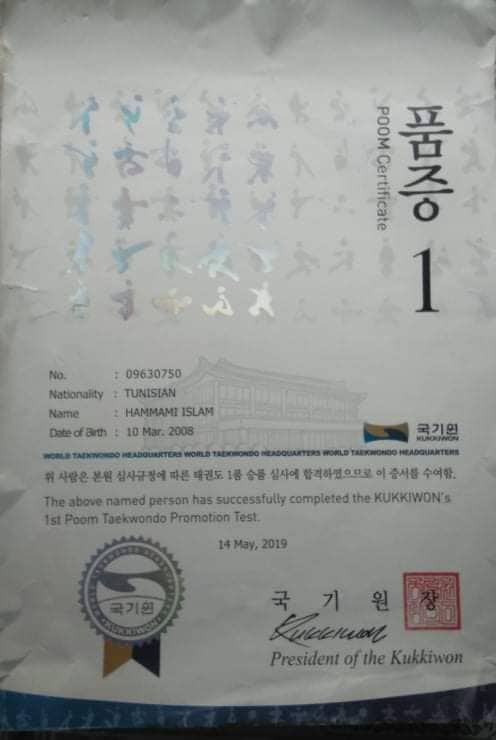 품증
POOM Certificate
1
No. : 09630750
Nationality : TUNISIAN
Name : HAMMAMI ISLAM
Date of Birth : 10 Mar. 2008
국기원
KUKKIWON
WORLD TAEKWONDO HEADQUARTERS WORLD TAEKWONDO HEADQUARTERS WORLD TAEKWONDO HEADQUARTERS
위 사람은 본원 심사규정에 따른 태권도 1품 승품 심사에 합격하였으므로 이 증서를 수여함.
The above named person has successfully completed the KUKKIWON's
1st Poom Taekwondo Promotion Test.
14 May, 2019
국기원
KUKKIWON
국 기 원 장
Kukkiwon
President of the Kukkiwon